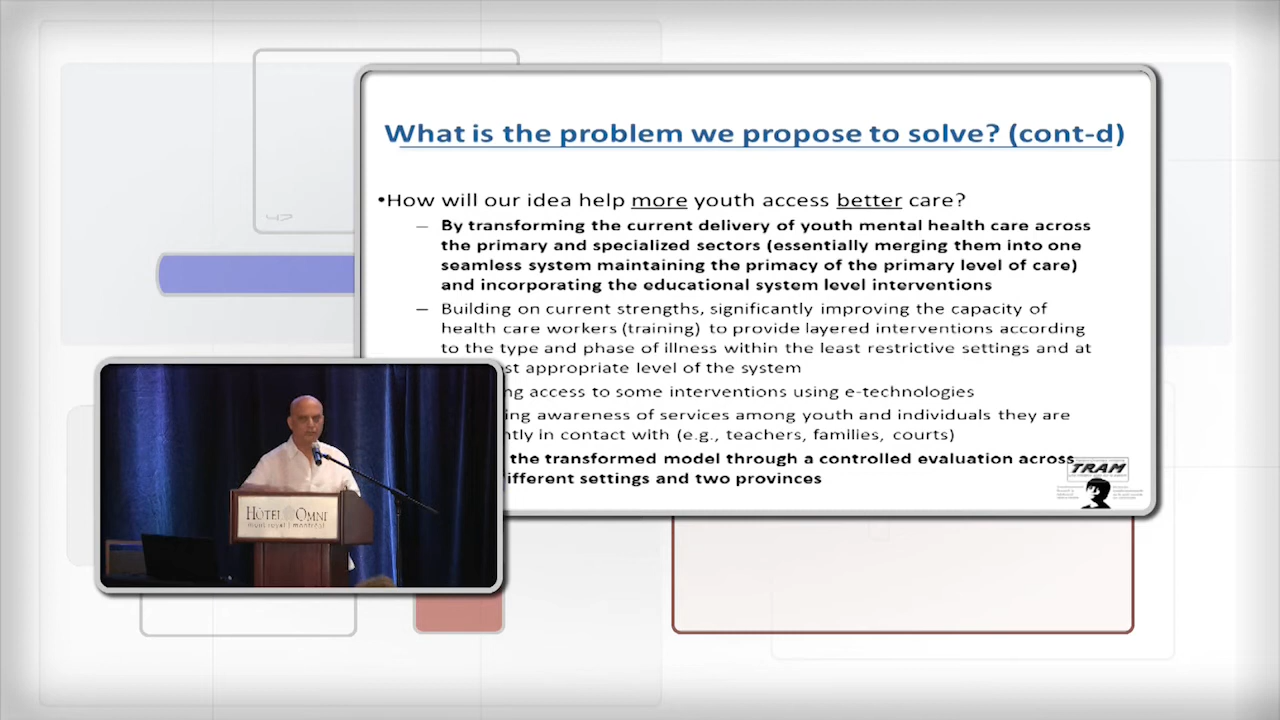 What is the problem we propose to solve? (cont-d)
•How will our idea help more youth access better care?
– By transforming the current delivery of youth mental health care across
the primary and specialized sectors (essentially merging them into one
seamless system maintaining the primacy of the primary level of care)
and incorporating the educational system level interventions
– Building on current strengths, significantly improving the capacity of
health care workers (training) to provide layered interventions according
to the type and phase of illness within the least restrictive settings and at
appropriate level of the system
access to some interventions using e-technologies
awareness of services among youth and individuals they are
in contact with (e.g., teachers, families, courts)
the transformed model through a controlled evaluation across
settings and two provinces
TRAM
HÔTEL OMNI
mont-royal | montréal